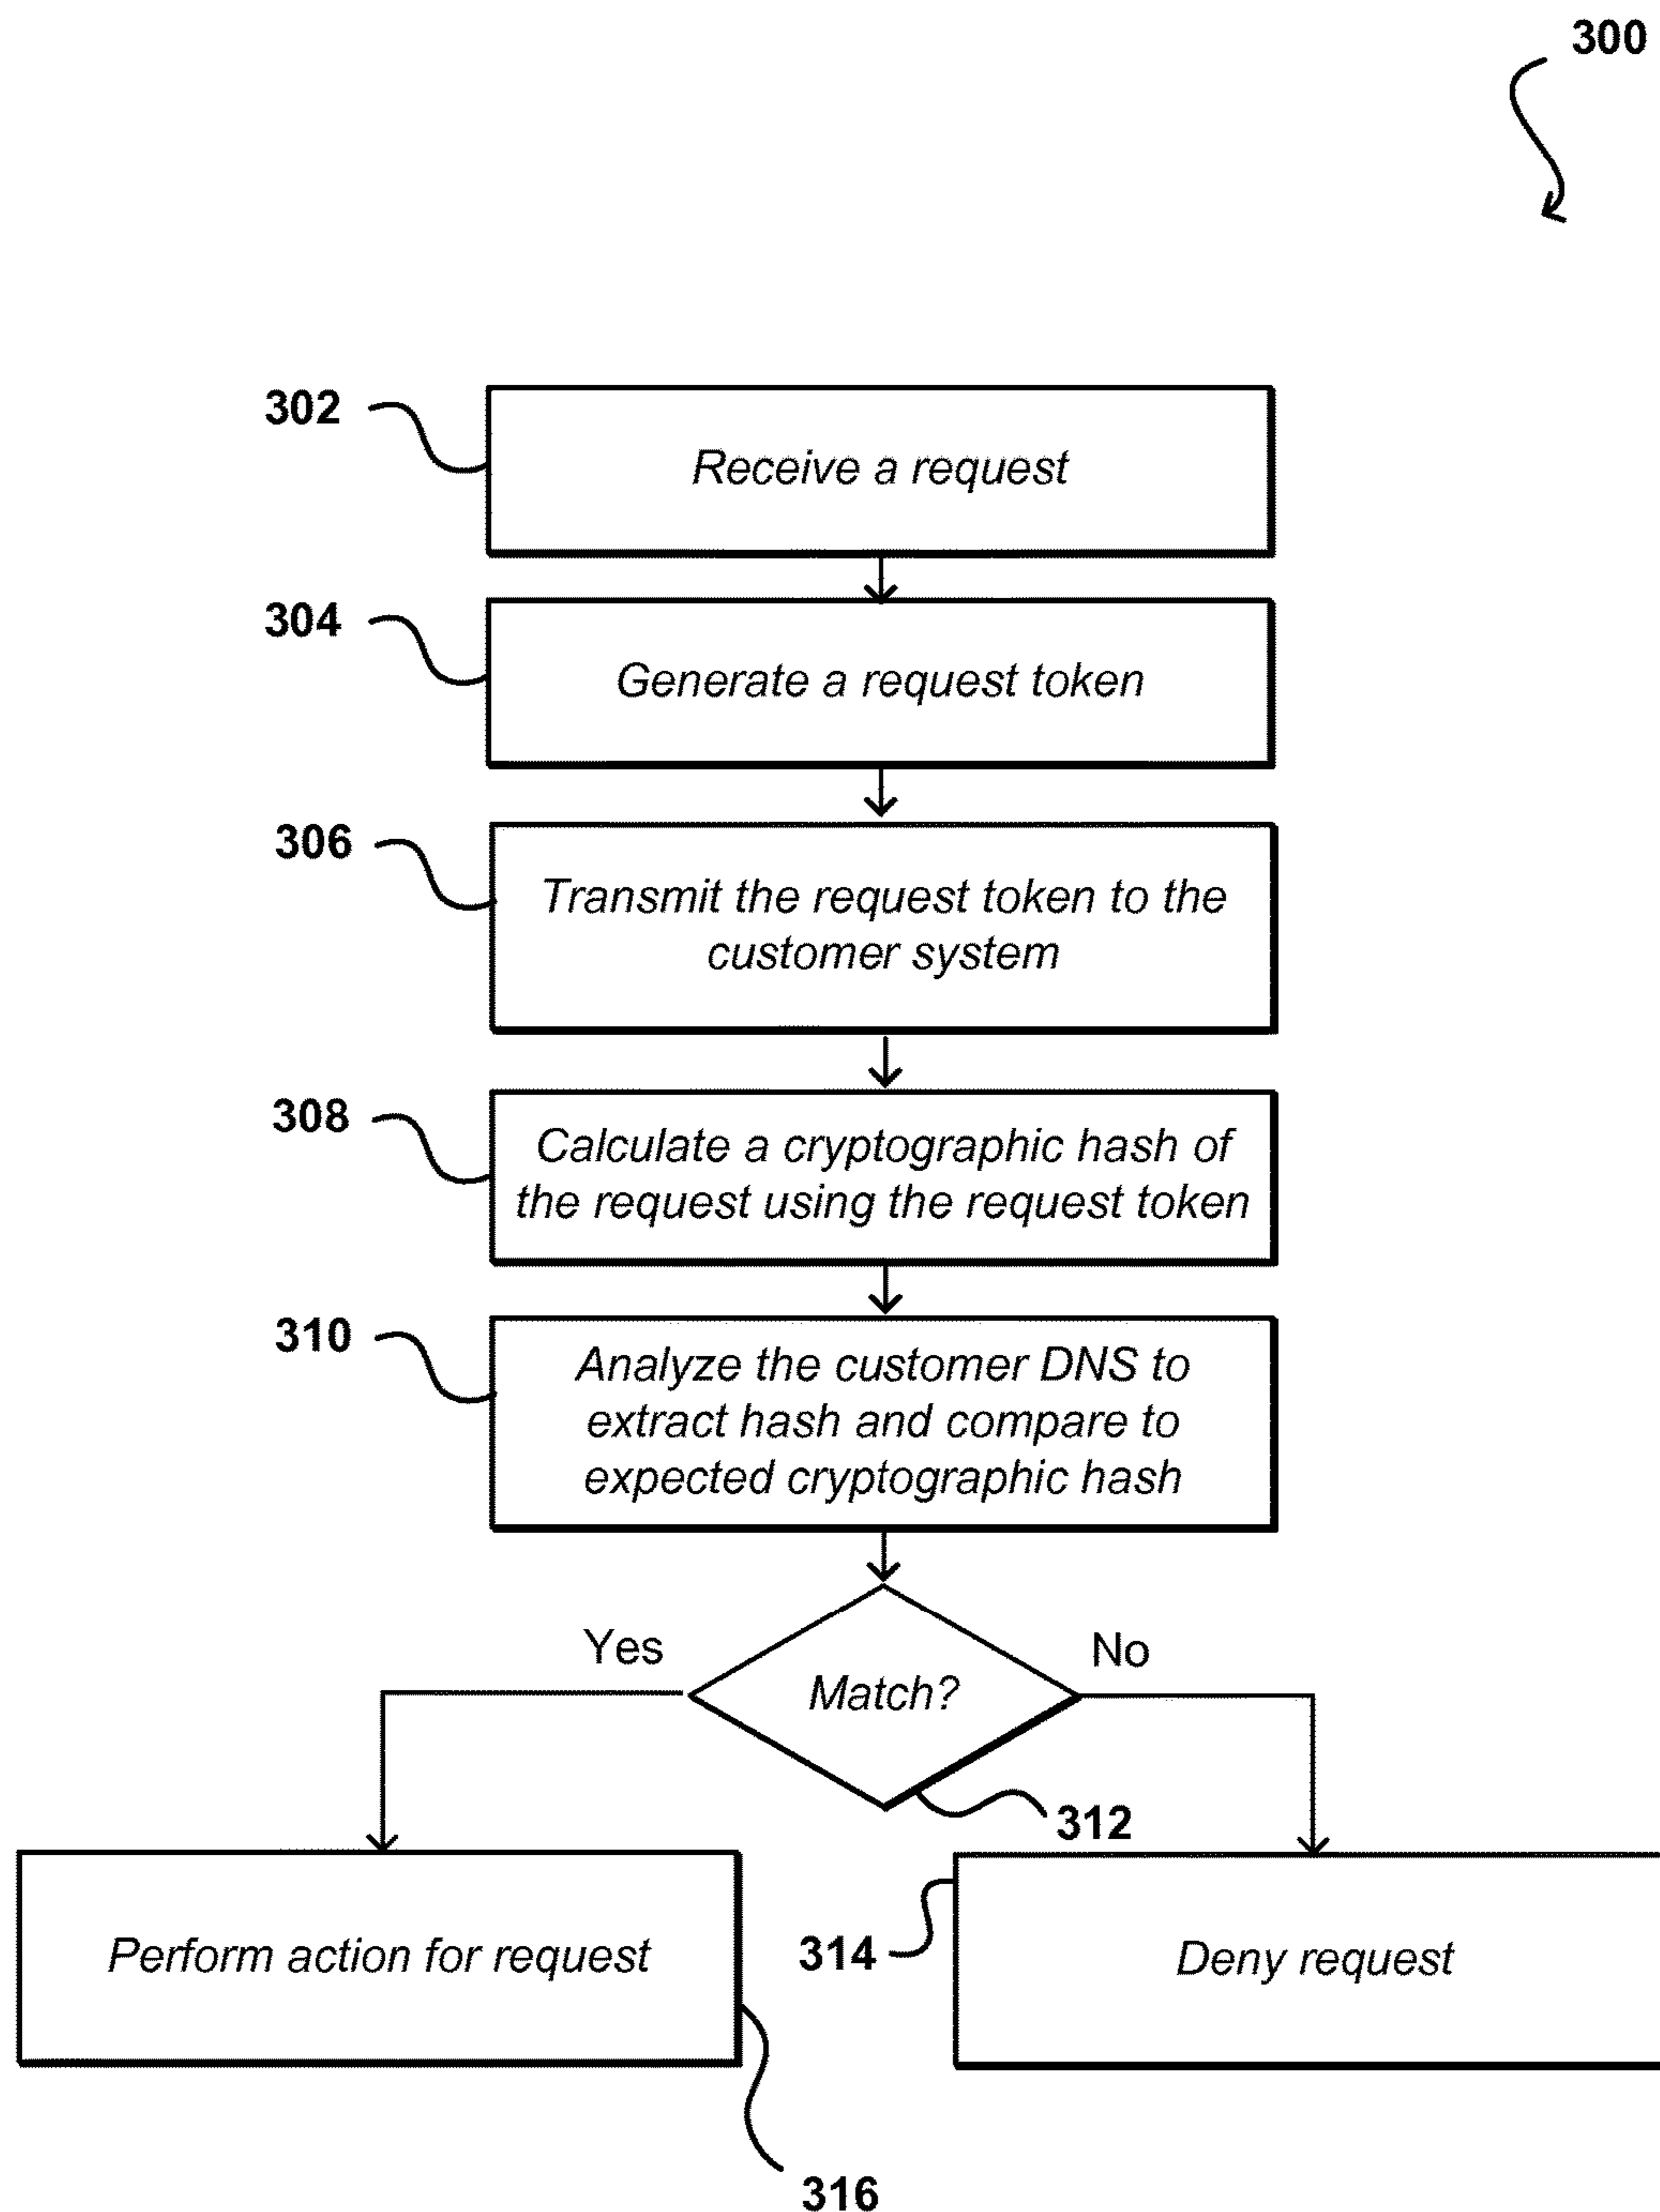 300
302
Receive a request
304
Generate a request token
306
Transmit the request token to the
customer system
308
Calculate a cryptographic hash of
the request using the request token
310
Analyze the customer DNS to
extract hash and compare to
expected cryptographic hash
Yes
No
Match?
312
Perform action for request
314
Deny request
316